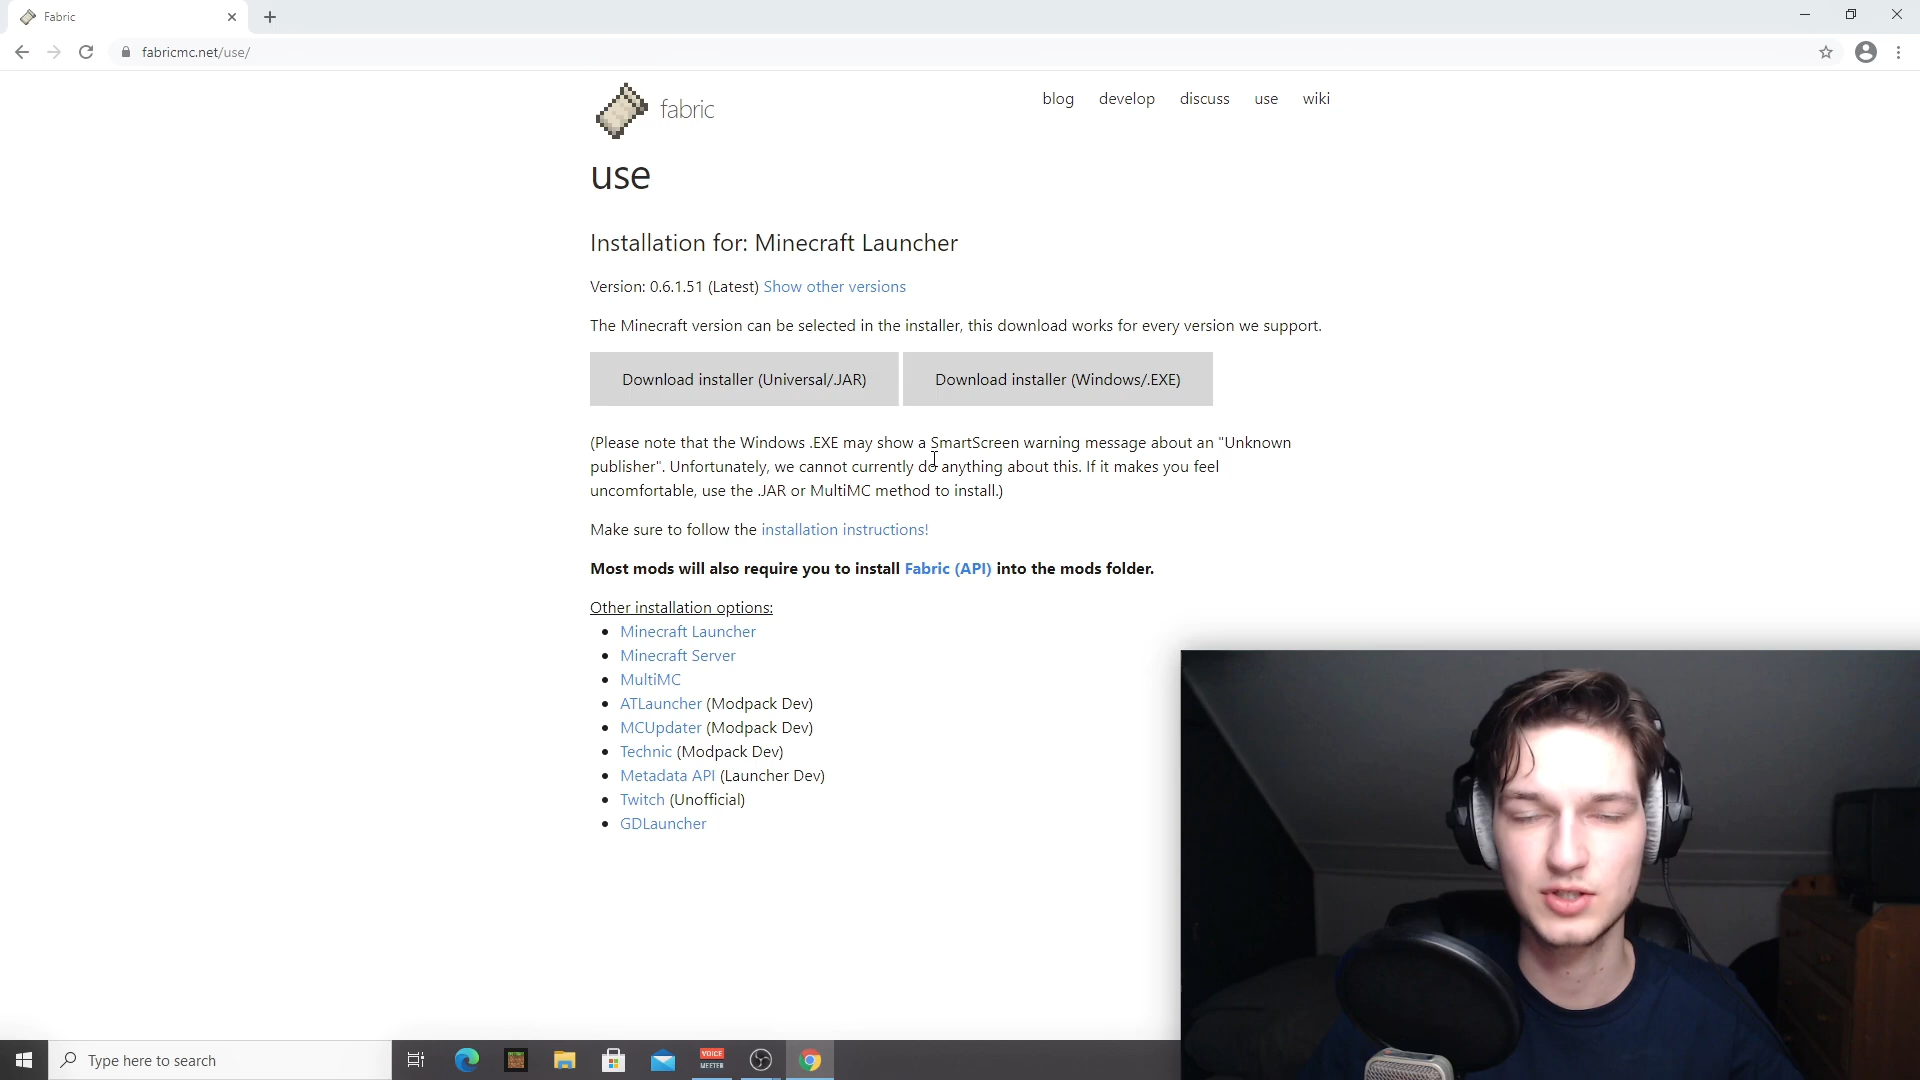 Fabric
fabricmc.net/use/
fabric
blog develop discuss use wiki
use
Installation for: Minecraft Launcher
Version: 0.6.1.51 (Latest) Show other versions
The Minecraft version can be selected in the installer, this download works for every version we support.
Download installer (Universal/.JAR) Download installer (Windows/.EXE)
(Please note that the Windows .EXE may show a SmartScreen warning message about an "Unknown
publisher". Unfortunately, we cannot currently do anything about this. If it makes you feel
uncomfortable, use the .JAR or MultiMC method to install.)
Make sure to follow the installation instructions!
Most mods will also require you to install Fabric (API) into the mods folder.
Other installation options:
Minecraft Launcher
Minecraft Server
MultiMC
ATLauncher (Modpack Dev)
MCUpdater (Modpack Dev)
Technic (Modpack Dev)
Metadata API (Launcher Dev)
Twitch (Unofficial)
GDLauncher
Type here to search
VOICE
MEETER